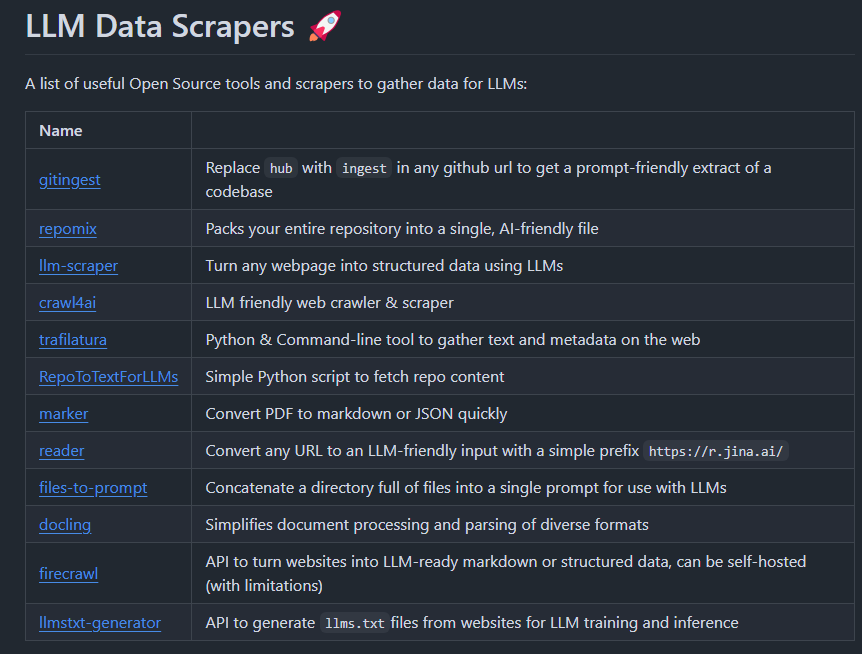 LLM Data Scrapers 🚀
A list of useful Open Source tools and scrapers to gather data for LLMs:
Name
gitingest
Replace hub with ingest in any github url to get a prompt-friendly extract of a
codebase
repomix
Packs your entire repository into a single, AI-friendly file
llm-scraper
Turn any webpage into structured data using LLMs
crawl4ai
LLM friendly web crawler & scraper
trafilatura
Python & Command-line tool to gather text and metadata on the web
RepoToTextForLLMs
Simple Python script to fetch repo content
marker
Convert PDF to markdown or JSON quickly
reader
Convert any URL to an LLM-friendly input with a simple prefix https://r.jina.ai/
files-to-prompt
Concatenate a directory full of files into a single prompt for use with LLMs
docling
Simplifies document processing and parsing of diverse formats
firecrawl
API to turn websites into LLM-ready markdown or structured data, can be self-hosted
(with limitations)
llmstxt-generator
API to generate llms.txt files from websites for LLM training and inference